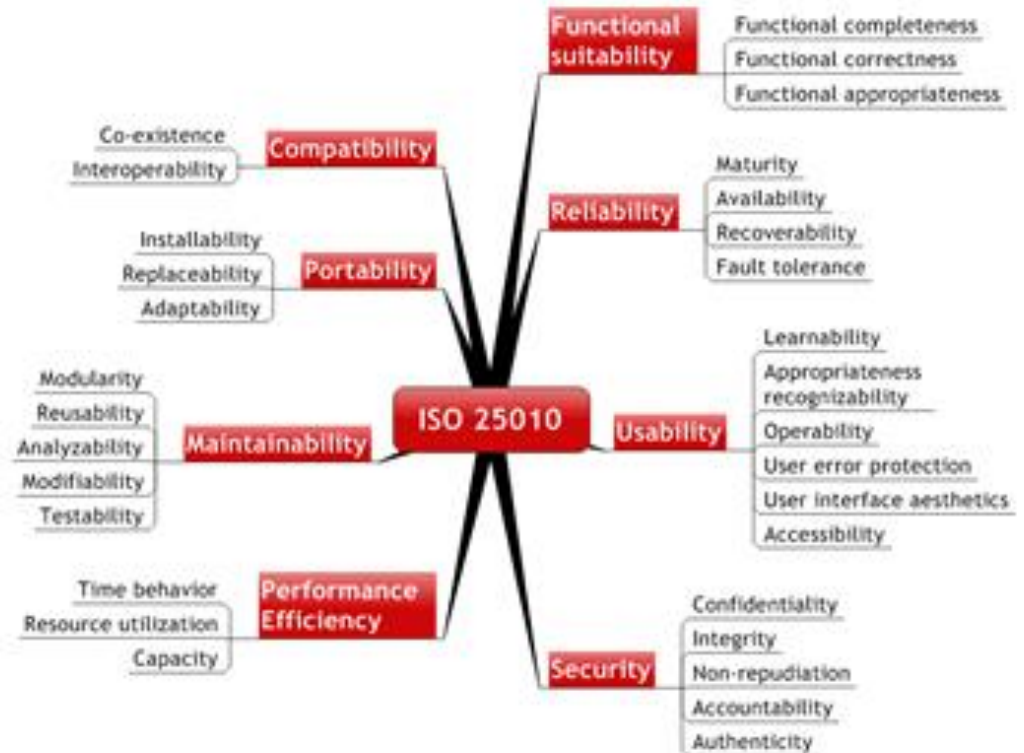 Functional
suitability
Functional completeness
Functional correctness
Functional appropriateness
Co-existence
Interoperability
Compatibility
Maturity
Availability
Recoverability
Fault tolerance
Reliability
Installability
Replaceability
Adaptability
Portability
Learnability
Appropriateness
recognizability
Operability
User error protection
User interface aesthetics
Accessibility
Usability
ISO 25010
Modularity
Reusability
Analyzability
Modifiability
Testability
Maintainability
Time behavior
Resource utilization
Capacity
Performance
Efficiency
Security
Confidentiality
Integrity
Non-repudiation
Accountability
Authenticity